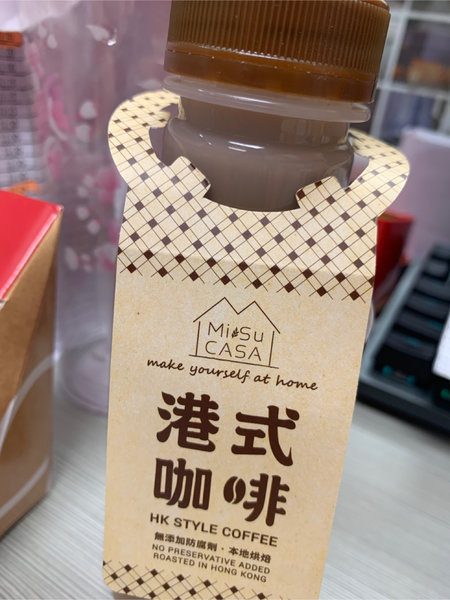 Mi Su
CASA
make yourself at home
港式
咖啡
HK STYLE COFFEE
無添加防腐劑・本地烘焙
NO PRESERVATIVE ADDED
ROASTED IN HONG KONG